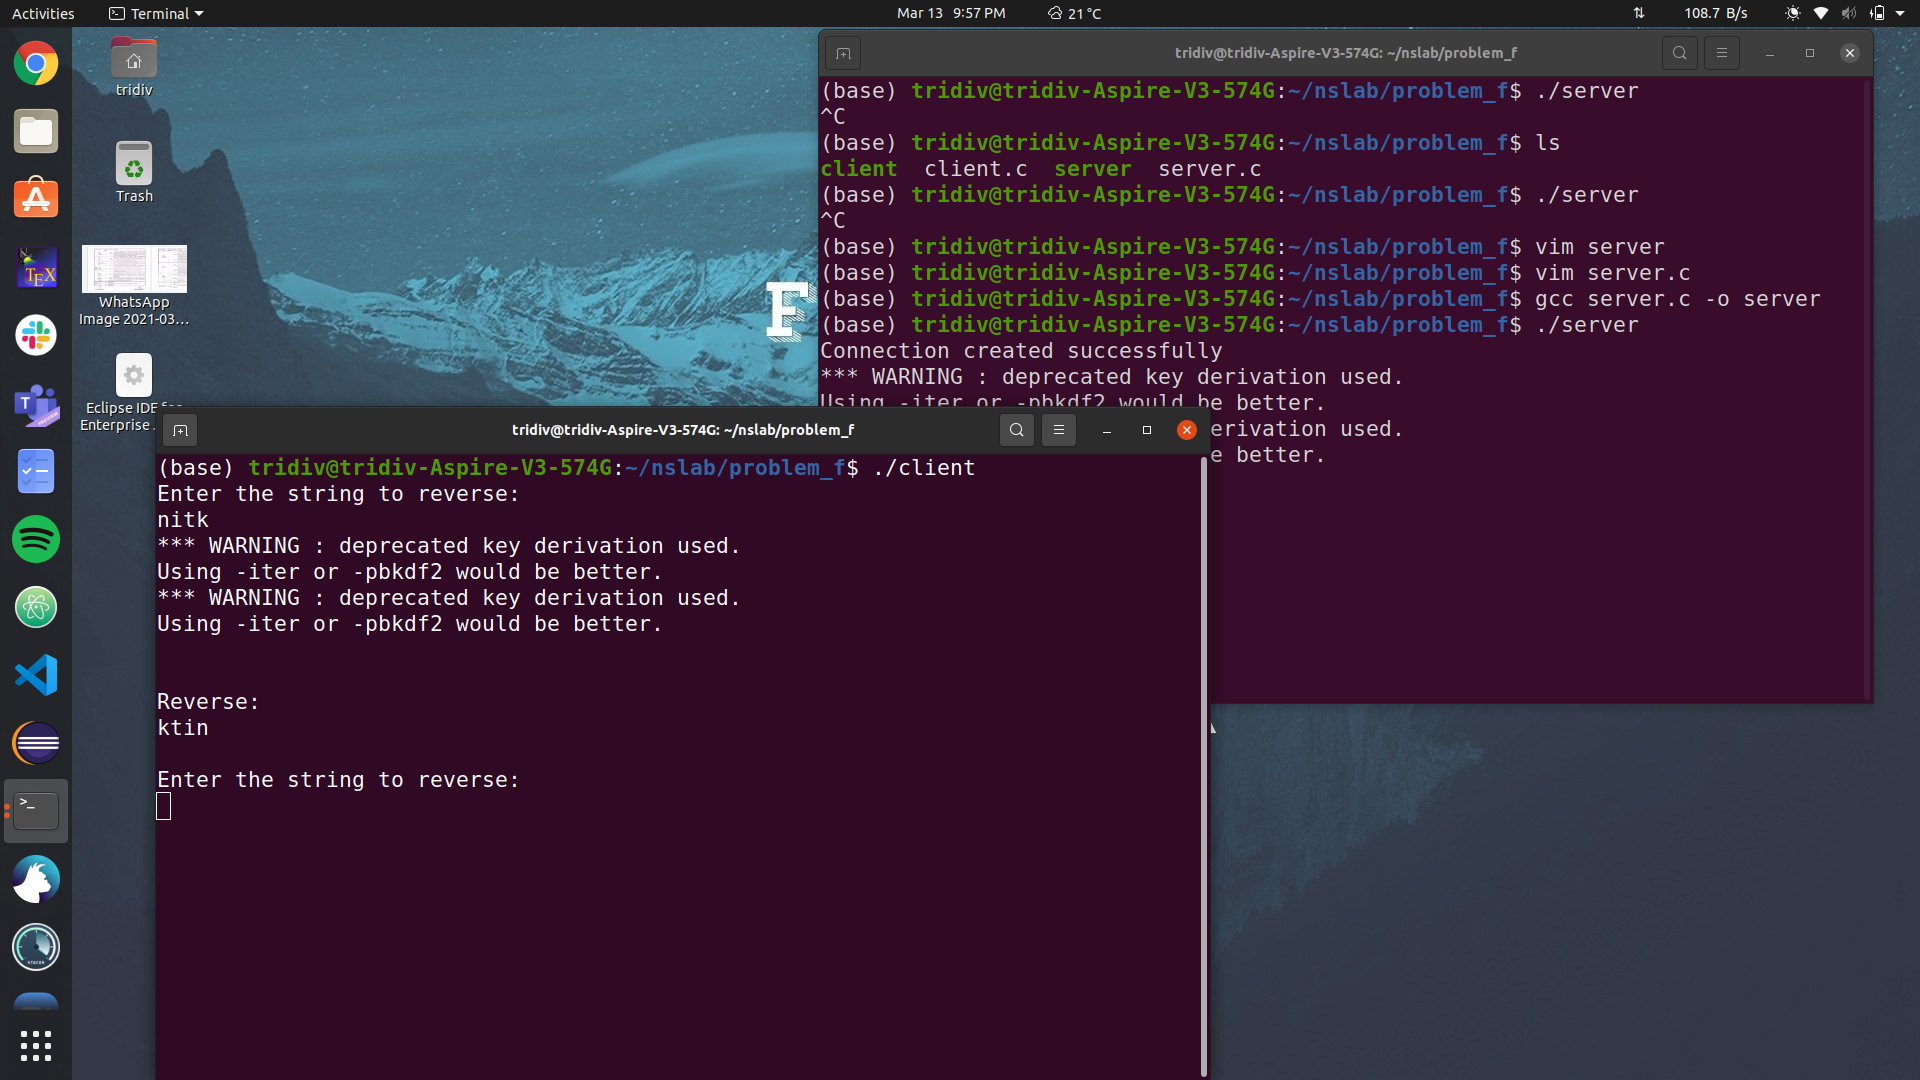 Activities
Terminal
Mar 13 9:57 PM
21 °C
108.7 B/s
tridiv
Trash
WhatsApp
Image 2021-03...
Eclipse IDE for
Enterprise
F
tridiv@tridiv-Aspire-V3-574G: ~/nslab/problem_f
(base) tridiv@tridiv-Aspire-V3-574G:~/nslab/problem_f$ ./server
^C
(base) tridiv@tridiv-Aspire-V3-574G:~/nslab/problem_f$ ls
client client.c server server.c
(base) tridiv@tridiv-Aspire-V3-574G:~/nslab/problem_f$ ./server
^C
(base) tridiv@tridiv-Aspire-V3-574G:~/nslab/problem_f$ vim server
(base) tridiv@tridiv-Aspire-V3-574G:~/nslab/problem_f$ vim server.c
(base) tridiv@tridiv-Aspire-V3-574G:~/nslab/problem_f$ gcc server.c -o server
(base) tridiv@tridiv-Aspire-V3-574G:~/nslab/problem_f$ ./server
Connection created successfully
*** WARNING : deprecated key derivation used.
Using -iter or -pbkdf2 would be better.
erivation used.
e better.
tridiv@tridiv-Aspire-V3-574G: ~/nslab/problem_f
(base) tridiv@tridiv-Aspire-V3-574G:~/nslab/problem_f$ ./client
Enter the string to reverse:
nitk
*** WARNING : deprecated key derivation used.
Using -iter or -pbkdf2 would be better.
*** WARNING : deprecated key derivation used.
Using -iter or -pbkdf2 would be better.
Reverse:
ktin
Enter the string to reverse:
TEX
T
PREVIEW
>_
STACER